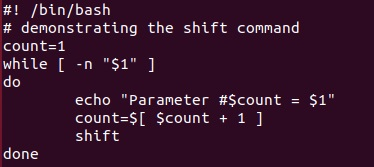 #! /bin/bash
# demonstrating the shift command
count=1
while [ -n "$1" ]
do
        echo "Parameter #$count = $1"
        count=$[ $count + 1 ]
        shift
done